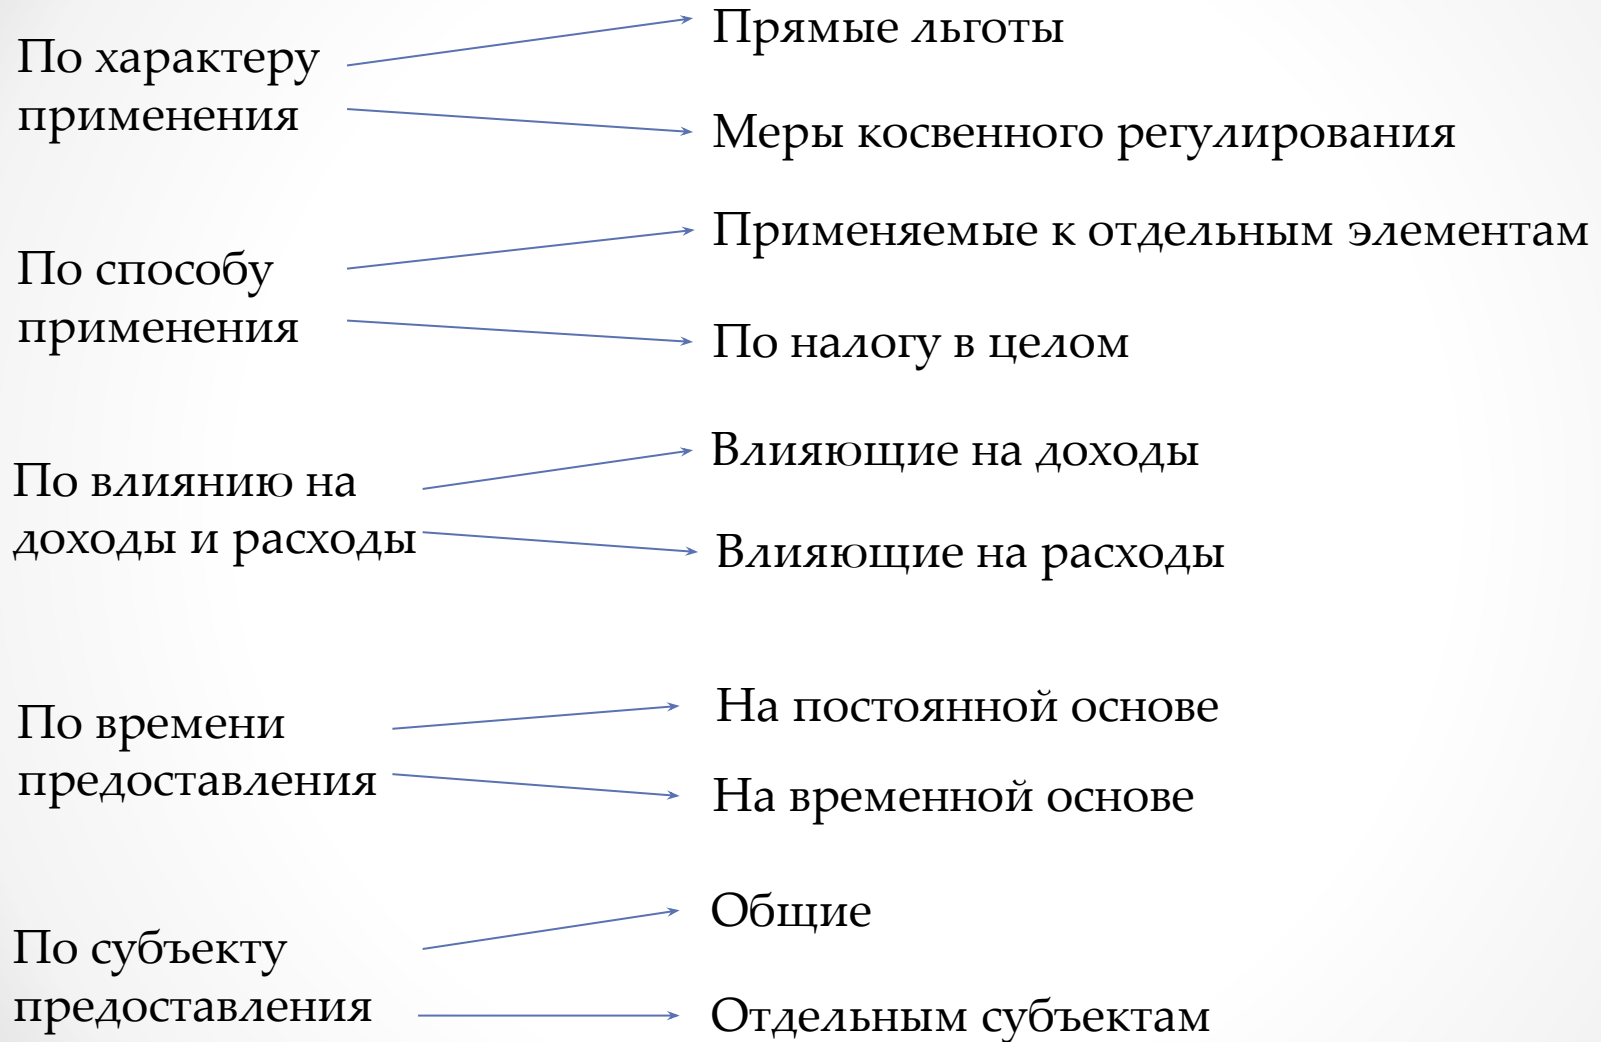 По характеру
применения
Прямые льготы
Меры косвенного регулирования
По способу
применения
Применяемые к отдельным элементам
По налогу в целом
По влиянию на
доходы и расходы
Влияющие на доходы
Влияющие на расходы
По времени
предоставления
На постоянной основе
На временной основе
По субъекту
предоставления
Общие
Отдельным субъектам